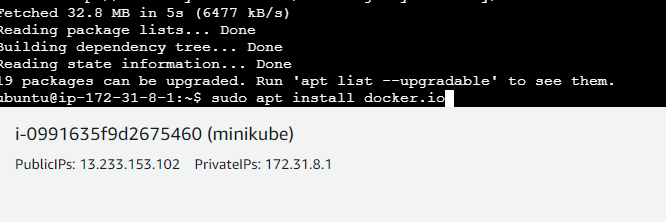 Fetched 32.8 MB in 5s (6477 kB/s)
Reading package lists... Done
Building dependency tree... Done
Reading state information... Done
19 packages can be upgraded. Run 'apt list --upgradable' to see them.
ubuntu@ip-172-31-8-1:~$ sudo apt install docker.io
i-0991635f9d2675460 (minikube)
PublicIPs: 13.233.153.102 PrivateIPs: 172.31.8.1